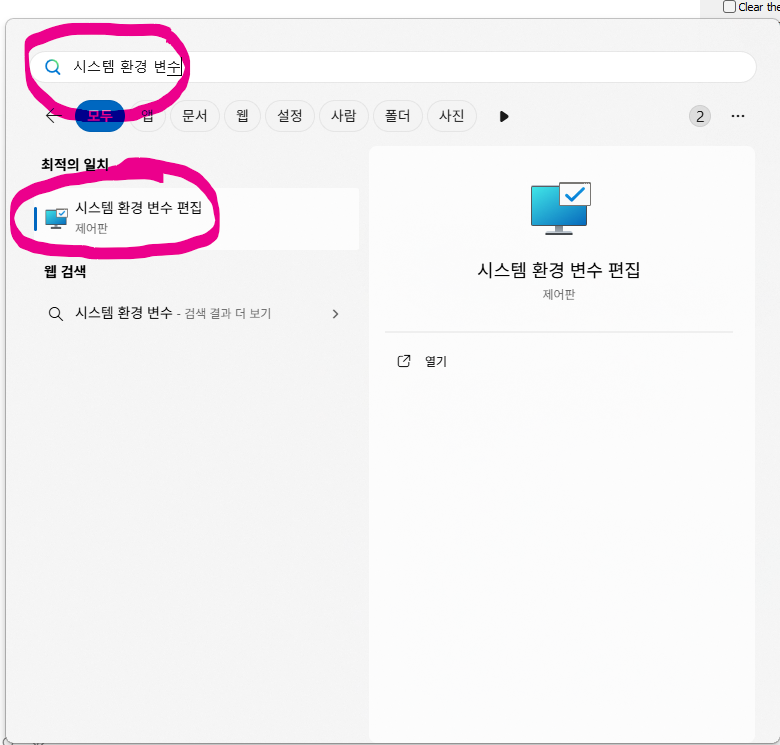 Clear the
시스템 환경 변수
모두 앱 문서 웹 설정 사람 폴더 사진 2
최적의 일치
시스템 환경 변수 편집
제어판
웹 검색
시스템 환경 변수 - 검색 결과 더 보기
시스템 환경 변수 편집
제어판
열기